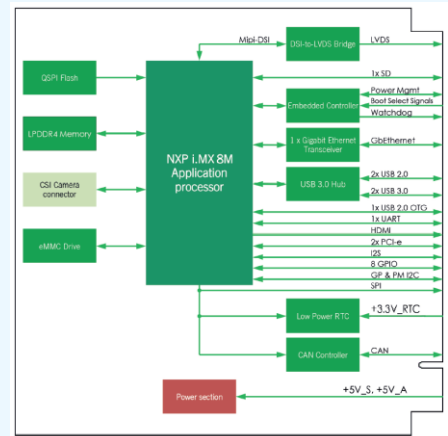 Mipi-DSI
DSI-to-LVDS Bridge
LVDS
QSPI Flash
1x SD
Power Mgmt
Embedded Controller
Boot Select Signals
Watchdog
LPDDR4 Memory
NXP i.MX 8M
Application
processor
1 x Gigabit Ethernet
Transceiver
GbEthernet
CSI Camera
connector
USB 3.0 Hub
2x USB 2.0
2x USB 3.0
1x USB 2.0 OTG
1x UART
HDMI
eMMC Drive
2x PCI-e
I2S
8 GPIO
GP & PM I2C
SPI
Low Power RTC
+3.3V_RTC
CAN Controller
CAN
Power section
+5V_S, +5V_A